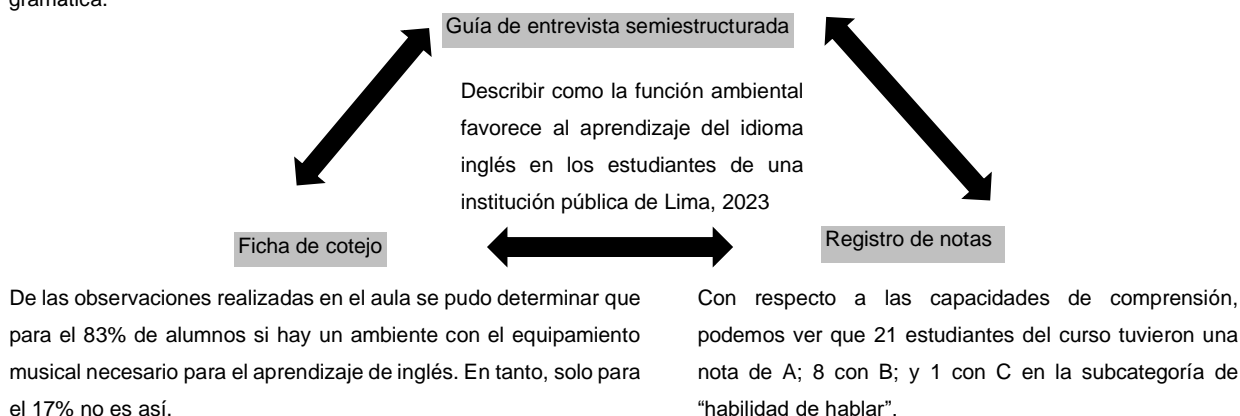 gramática.
Guía de entrevista semiestructurada
Describir como la función ambiental
favorece al aprendizaje del idioma
inglés en los estudiantes de una
institución pública de Lima, 2023
Ficha de cotejo
Registro de notas
De las observaciones realizadas en el aula se pudo determinar que
para el 83% de alumnos si hay un ambiente con el equipamiento
musical necesario para el aprendizaje de inglés. En tanto, solo para
el 17% no es así.
Con respecto a las capacidades de comprensión,
podemos ver que 21 estudiantes del curso tuvieron una
nota de A; 8 con B; y 1 con C en la subcategoría de
“habilidad de hablar”.